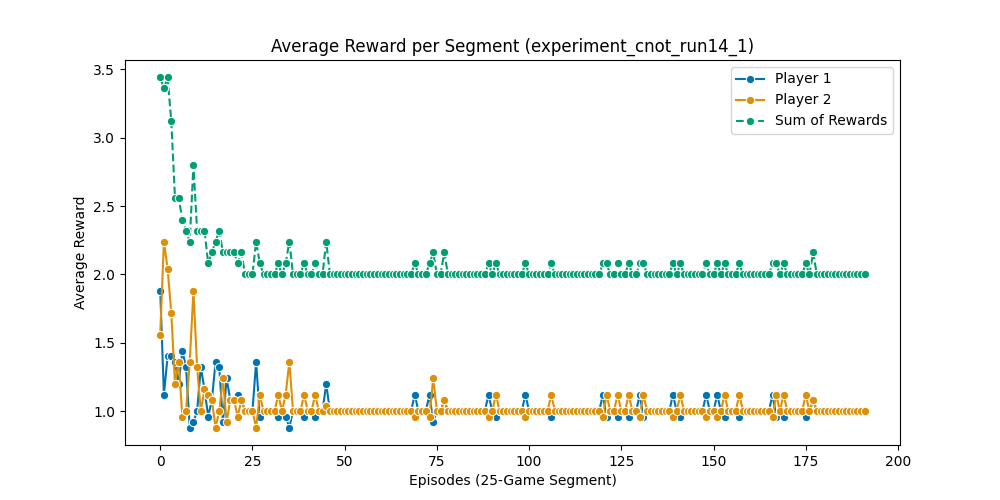 Average Reward per Segment (experiment_cnot_run14_1)
Player 1
Player 2
Sum of Rewards
Average Reward
3.5
3.0
2.5
2.0
1.5
1.0
0 25 50 75 100 125 150 175 200
Episodes (25-Game Segment)